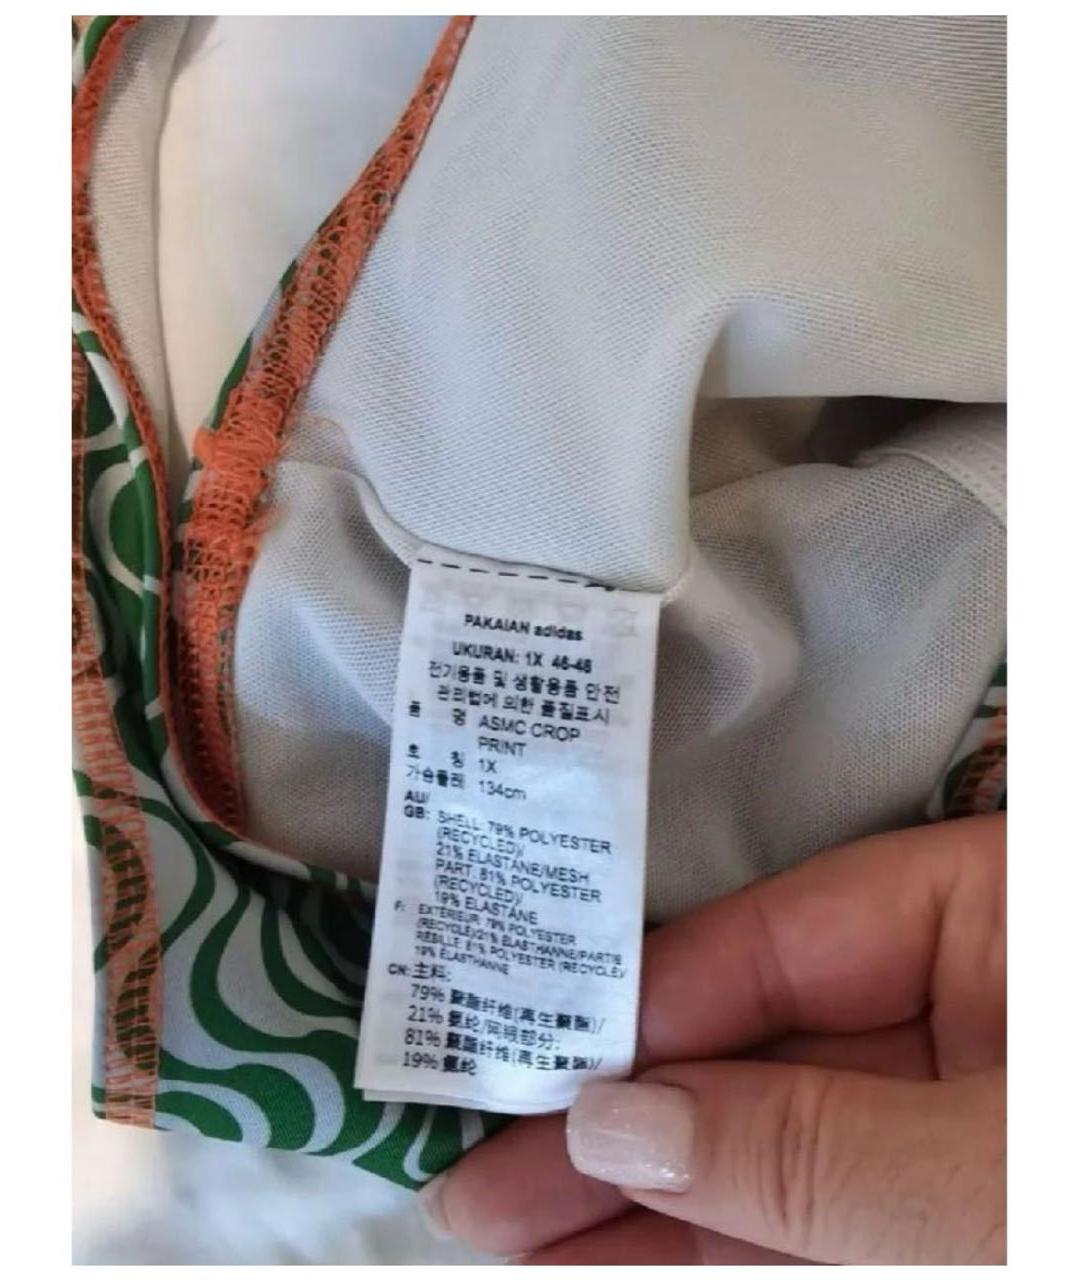 PAKAIAN adidas
UKURAN: 1X 46-48
전기용품 및 생활용품 안전
관리법에 의한 품질표시
품 명 ASMC CROP
PRINT
호 칭 1X
가슴둘레 134cm
AU/
GB: SHELL: 79% POLYESTER
(RECYCLED)/
21% ELASTANE/MESH
PART: 81% POLYESTER
(RECYCLED)/
19% ELASTANE
F: EXTERIEUR: 79% POLYESTER
(RECYCLE)/21% ELASTHANNE/PARTIE
RESILLE: 81% POLYESTER (RECYCLE)/
19% ELASTHANNE
CN: 主料:
79% 聚酯纤维(再生聚酯)/
21% 氨纶/网眼部分:
81% 聚酯纤维(再生聚酯)/
19% 氨纶